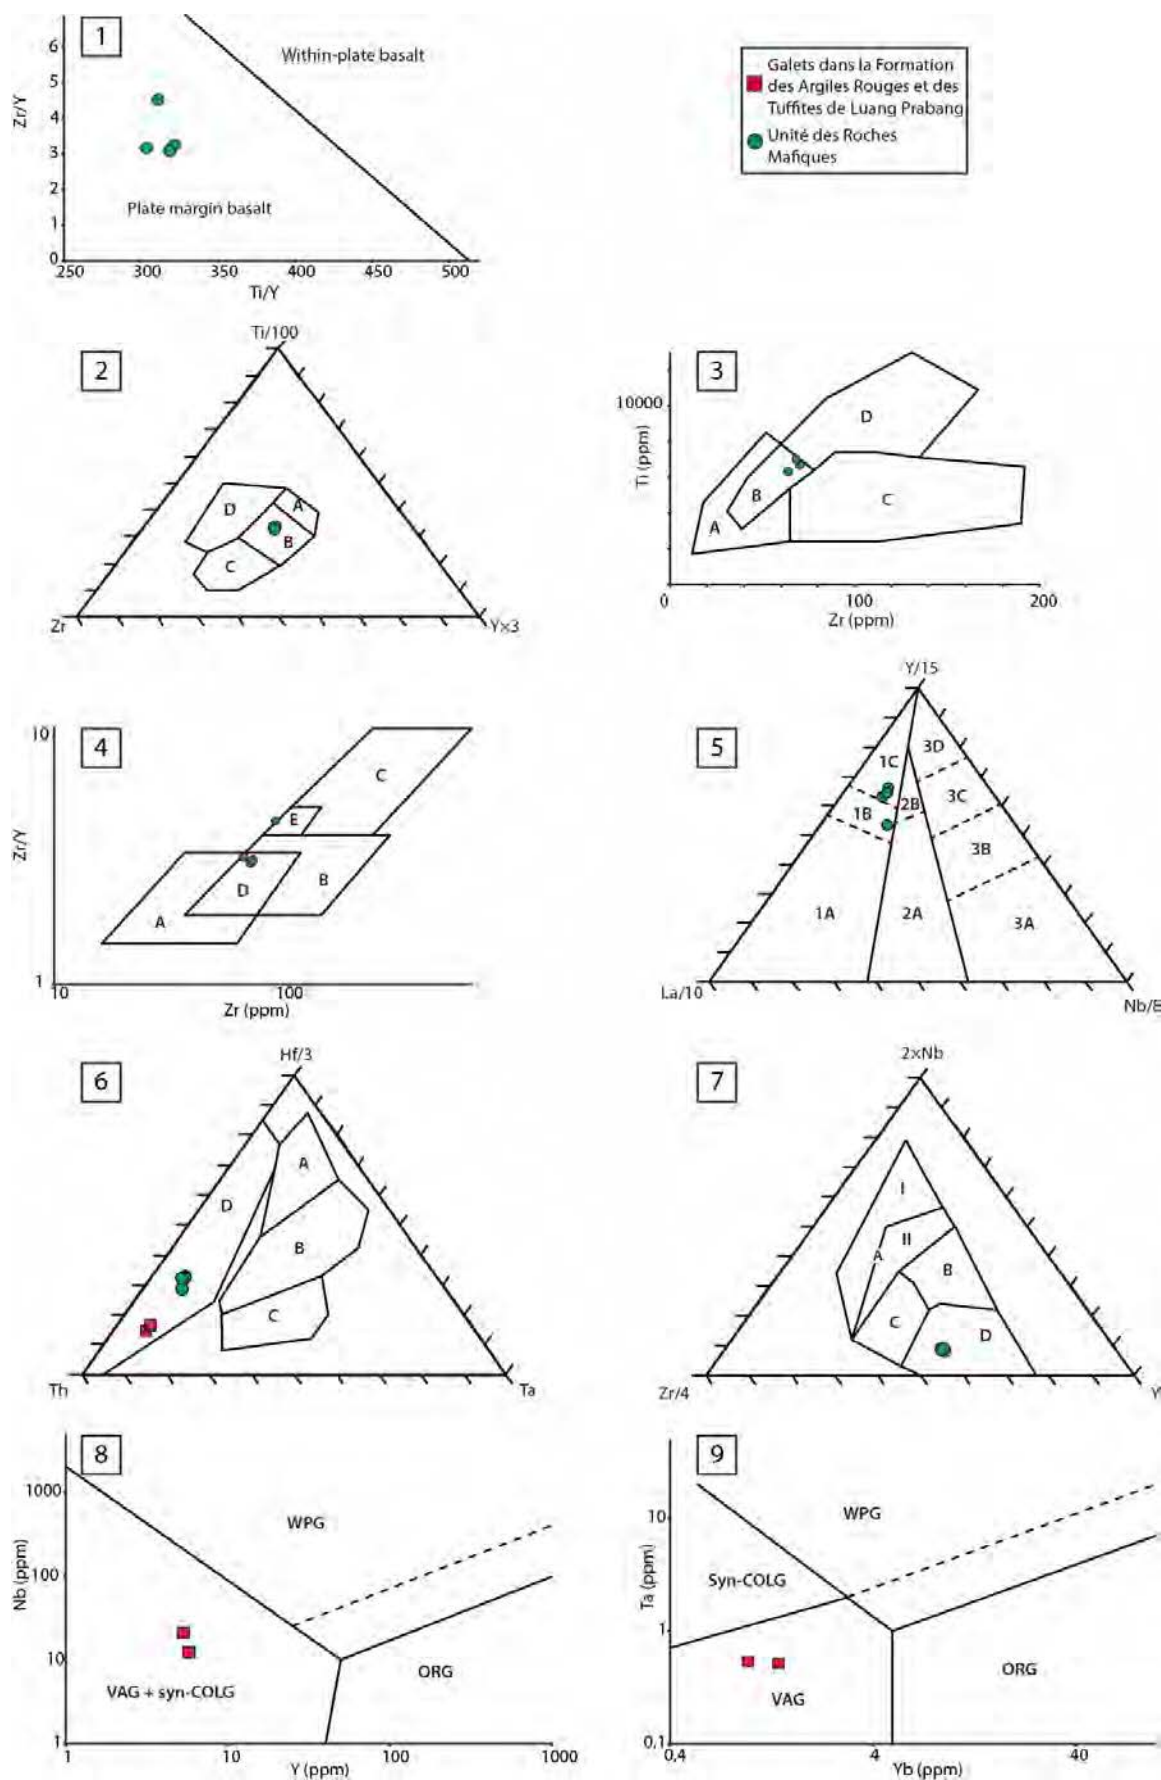 1
Within-plate basalt
Plate margin basalt
Zr/Y
6
5
4
3
2
1
0
250
300
350
400
450
500
Ti/Y
Galets dans la Formation
des Argiles Rouges et des
Tuffites de Luang Prabang
Unité des Roches
Mafiques
2
Ti/100
A
D
B
C
Zr
Y×3
3
10000
Ti (ppm)
D
B
C
A
0
100
200
Zr (ppm)
4
10
Zr/Y
C
E
D
B
A
1
10
100
Zr (ppm)
5
Y/15
3D
1C
2B
3C
1B
3B
1A
2A
3A
La/10
Nb/8
6
Hf/3
A
D
B
C
Th
Ta
7
2×Nb
I
II
A
B
C
D
Zr/4
Y
8
1000
WPG
Nb (ppm)
100
10
ORG
VAG + syn-COLG
1
1
10
100
1000
Y (ppm)
9
10
WPG
Ta (ppm)
Syn-COLG
1
ORG
VAG
0.1
0.4
4
40
Yb (ppm)